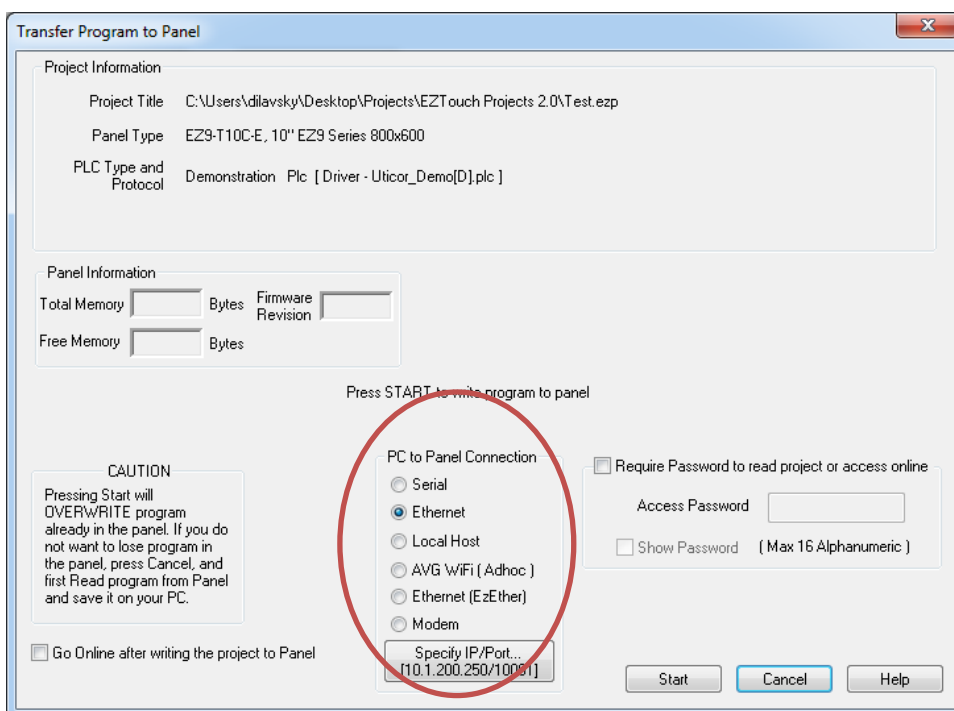 Transfer Program to Panel
Project Information
Project Title C:\Users\dilavsky\Desktop\Projects\EZTouch Projects 2.0\Test.ezp
Panel Type EZ9-T10C-E, 10" EZ9 Series 800x600
PLC Type and
Protocol Demonstration Plc [ Driver - Uticor_Demo[D].plc ]
Panel Information
Total Memory Bytes Firmware
Revision
Free Memory Bytes
Press START to write program to panel
CAUTION
Pressing Start will
OVERWRITE program
already in the panel. If you do
not want to lose program in
the panel, press Cancel, and
first Read program from Panel
and save it on your PC.
Go Online after writing the project to Panel
PC to Panel Connection
Serial
Ethernet
Local Host
AVG WiFi ( Adhoc )
Ethernet (EzEther)
Modem
Specify IP/Port...
[10.1.200.250/10001]
Require Password to read project or access online
Access Password
Show Password ( Max 16 Alphanumeric )
Start Cancel Help